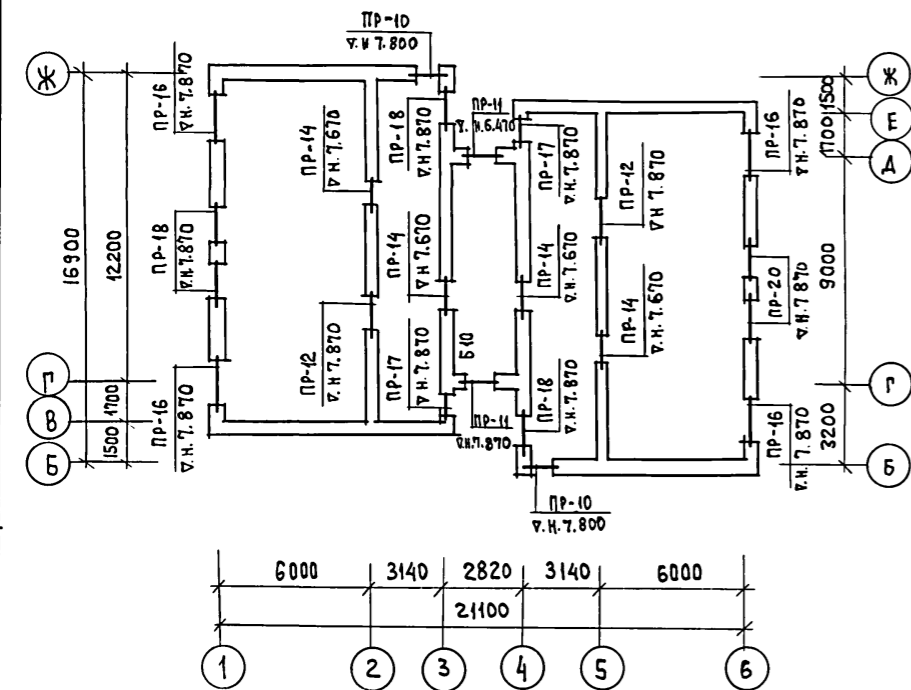 ПР-10
∇.Н 7.800
Ж
16900
12200
ПР-16
∇Н.7.870
ПР-14
∇Н.7.670
ПР-18
∇Н 7.870
ПР-11
∇.Н.6.470
ПР-17
∇.Н.7.870
ПР-12
∇Н 7.870
ПР-16
∇Н.7.870
1500
1700
Ж
Е
Д
ПР-18
∇.Н.7.870
ПР-14
∇Н 7.670
ПР-14
∇.Н.7.670
9000
ПР-20
∇.Н.7 870
ПР-12
∇.Н 7.870
ПР-17
∇Н.7.870
Б10
ПР-14
∇.Н.7.670
Г
В
Б
1700
1500
ПР-16
∇.Н.7.870
ПР-11
∇.Н.7.870
ПР-18
∇.Н.7.870
ПР-16
∇.Н.7.870
3200
Г
Б
ПР-10
∇.Н.7.800
6000 3140 2820 3140 6000
21100
1 2 3 4 5 6